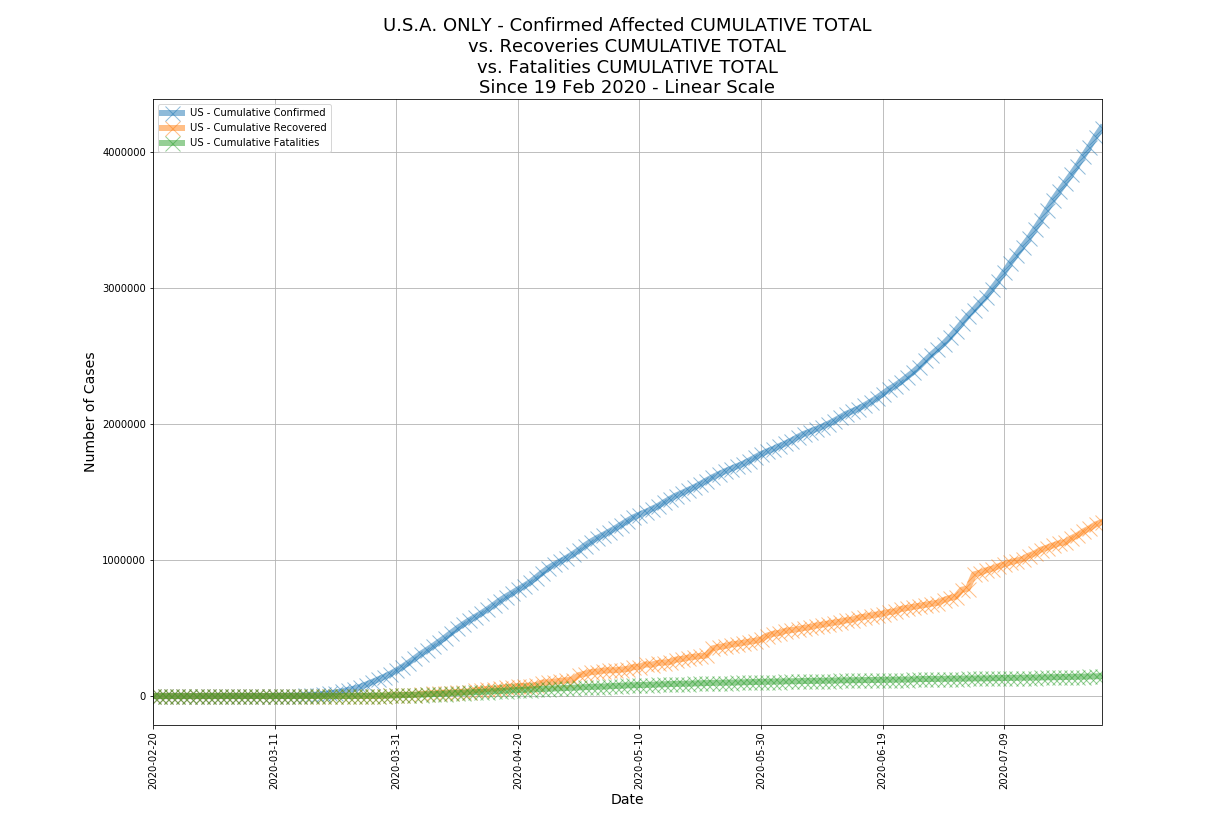 U.S.A. ONLY - Confirmed Affected CUMULATIVE TOTAL
vs. Recoveries CUMULATIVE TOTAL
vs. Fatalities CUMULATIVE TOTAL
Since 19 Feb 2020 - Linear Scale
US - Cumulative Confirmed
US - Cumulative Recovered
US - Cumulative Fatalities
Number of Cases
4000000
3000000
2000000
1000000
0
2020-02-20
2020-03-11
2020-03-31
2020-04-20
2020-05-10
2020-05-30
2020-06-19
2020-07-09
Date